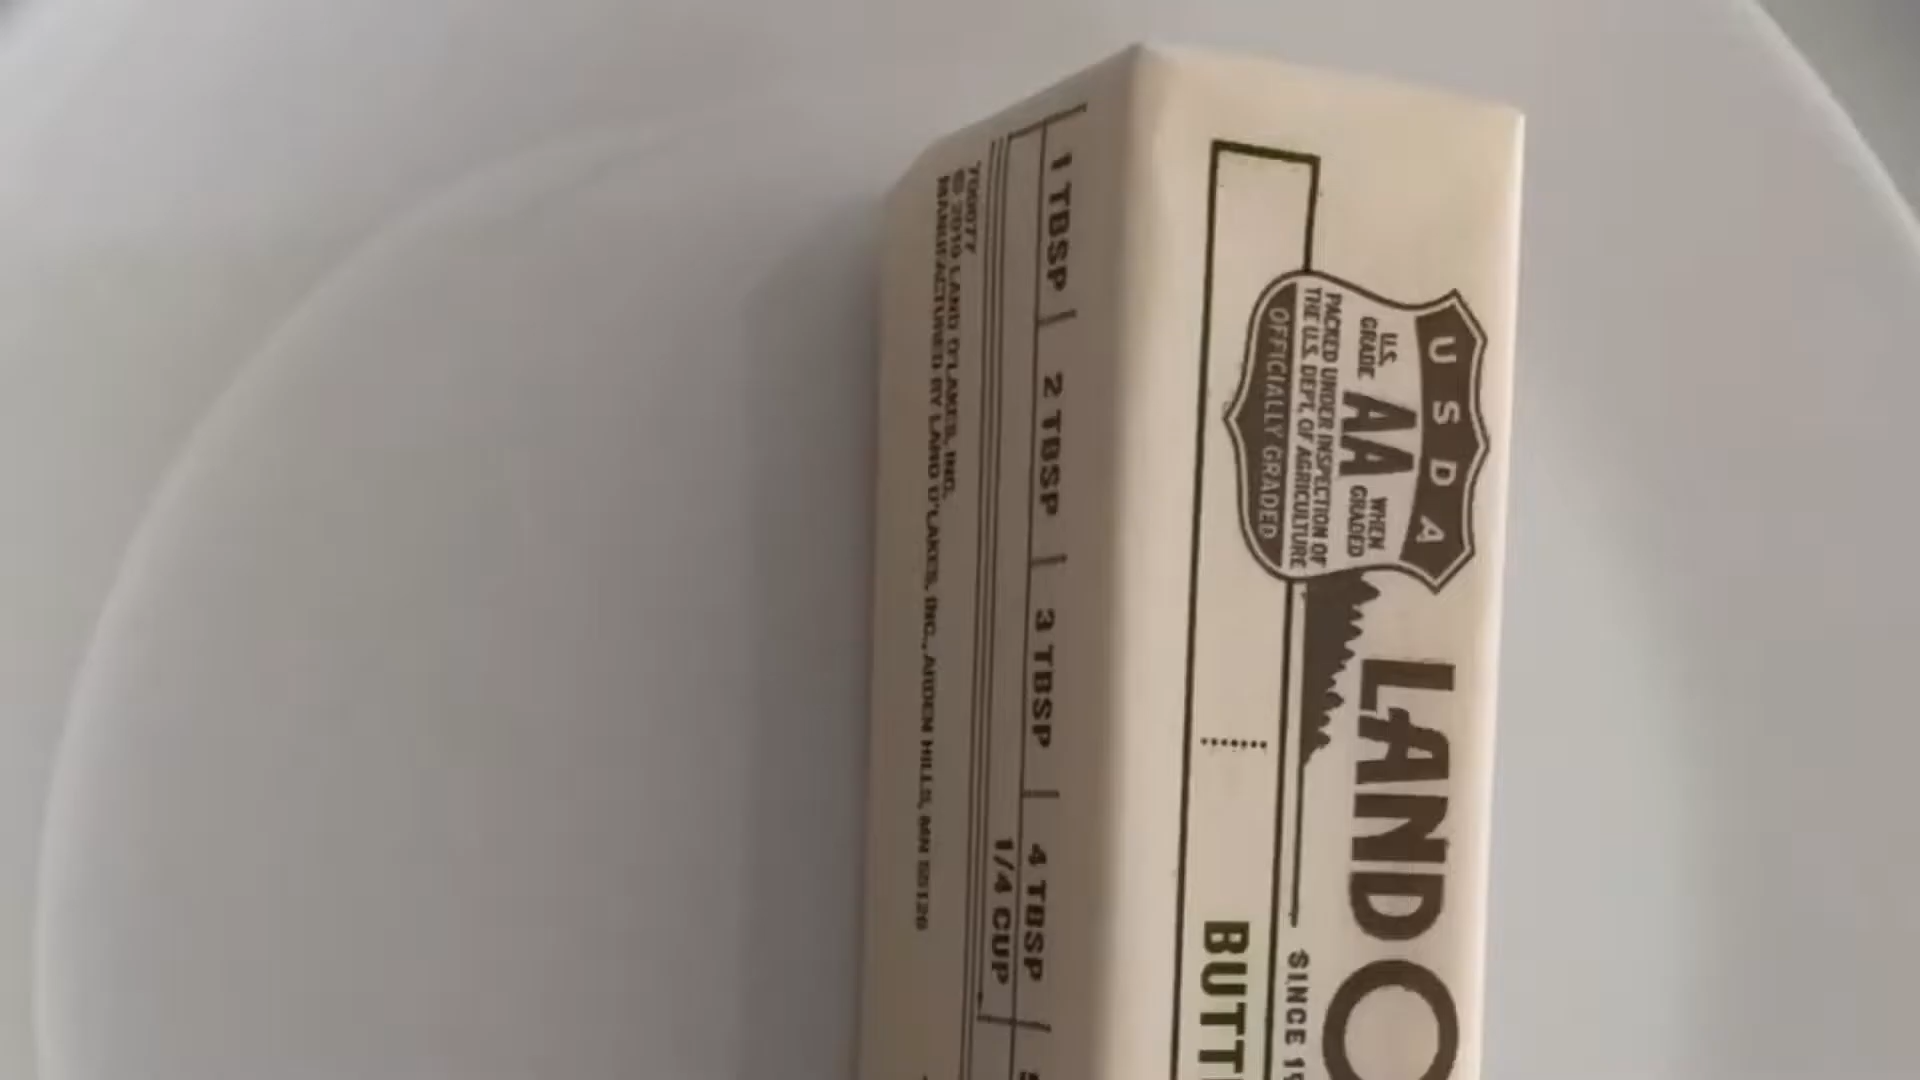 USDA
U.S. GRADE AA WHEN GRADED
PACKED UNDER INSPECTION OF
THE U.S. DEPT. OF AGRICULTURE
OFFICIALLY GRADED
LAND O
SINCE
BUTT
1 TBSP
2 TBSP
3 TBSP
4 TBSP
1/4 CUP
700077
© 2019 LAND O'LAKES, INC.
MANUFACTURED BY LAND O'LAKES, INC., ARDEN HILLS, MN 55126